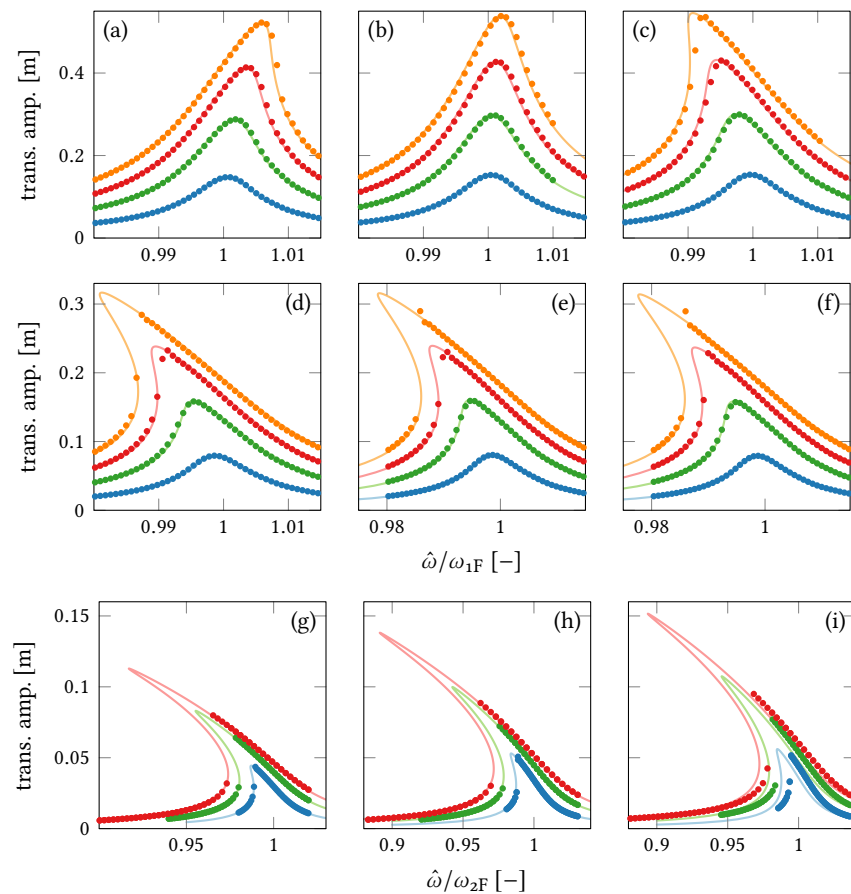 (a) (b) (c)
trans. amp. [m]
0.4
0.2
0
0.99 1 1.01 0.99 1 1.01 0.99 1 1.01
(d) (e) (f)
trans. amp. [m]
0.3
0.2
0.1
0
0.99 1 1.01 0.98 1 0.98 1
ω̂/ω₁F [−]
(g) (h) (i)
trans. amp. [m]
0.15
0.1
0.05
0
0.95 1 0.9 0.95 1 0.9 0.95 1
ω̂/ω₂F [−]